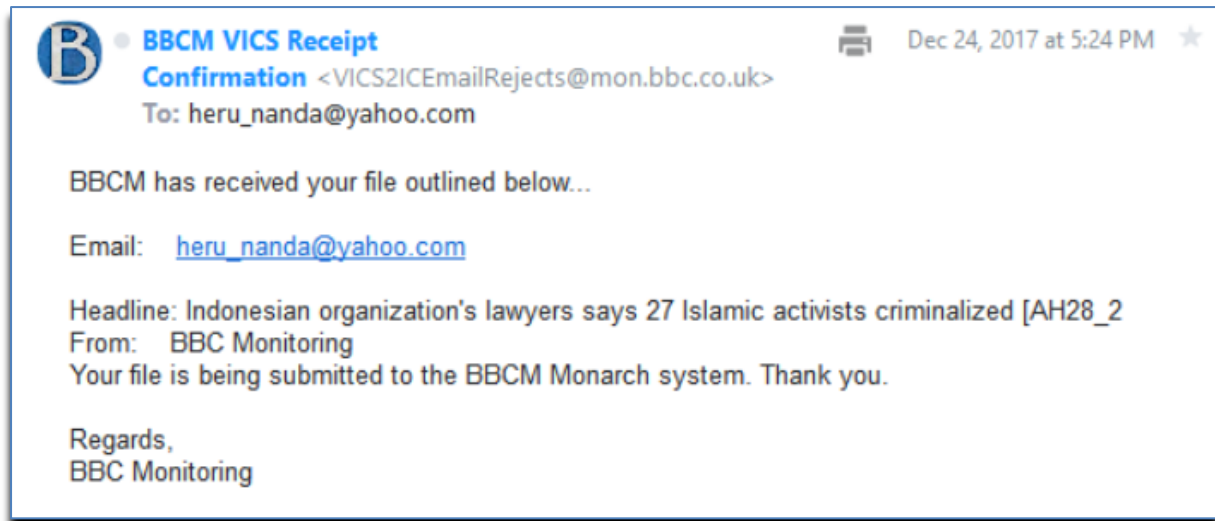 B
BBCM VICS Receipt Dec 24, 2017 at 5:24 PM
Confirmation <VICS2ICEmailRejects@mon.bbc.co.uk>
To: heru_nanda@yahoo.com
BBCM has received your file outlined below...
Email: heru_nanda@yahoo.com
Headline: Indonesian organization's lawyers says 27 Islamic activists criminalized [AH28_2
From: BBC Monitoring
Your file is being submitted to the BBCM Monarch system. Thank you.
Regards,
BBC Monitoring